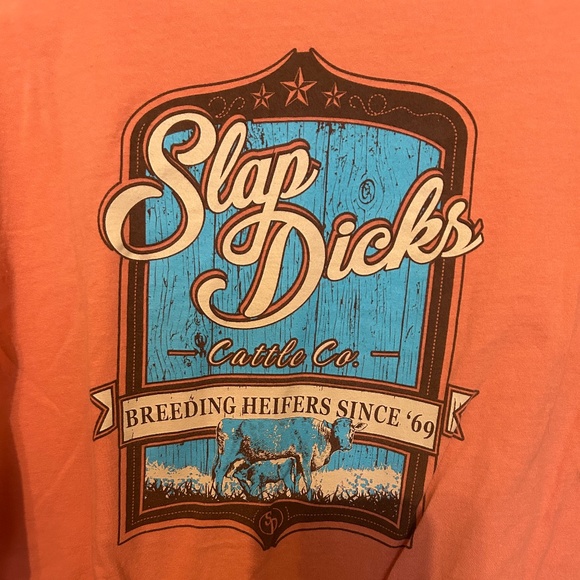 Slap
Dicks
Cattle Co.
BREEDING HEIFERS SINCE '69